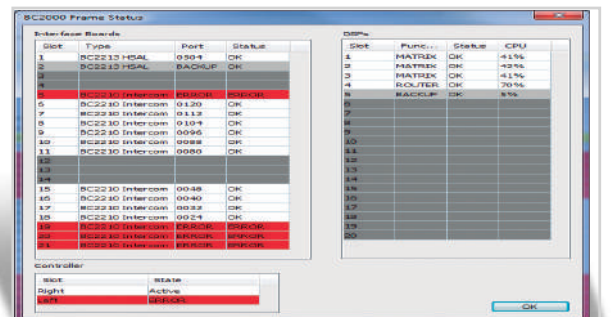 BC2000 Frame Status
Interface Boards
Slot Type Port Status
1 BC2213 HSAL 0504 OK
2 BC2213 HSAL BACKUP OK
3
4
5 BC2210 Intercom ERROR ERROR
6 BC2210 Intercom 0120 OK
7 BC2210 Intercom 0112 OK
8 BC2210 Intercom 0104 OK
9 BC2210 Intercom 0096 OK
10 BC2210 Intercom 0088 OK
11 BC2210 Intercom 0080 OK
12
13
14
15 BC2210 Intercom 0048 OK
16 BC2210 Intercom 0040 OK
17 BC2210 Intercom 0032 OK
18 BC2210 Intercom 0024 OK
19 BC2210 Intercom ERROR ERROR
20 BC2210 Intercom ERROR ERROR
21 BC2210 Intercom ERROR ERROR
DSPs
Slot Func... Status CPU
1 MATRIX OK 41%
2 MATRIX OK 42%
3 MATRIX OK 41%
4 ROUTER OK 70%
5 BACKUP OK 5%
6
7
8
9
10
11
12
13
14
15
16
17
18
19
20
Controller
Slot State
Right Active
Left ERROR
OK